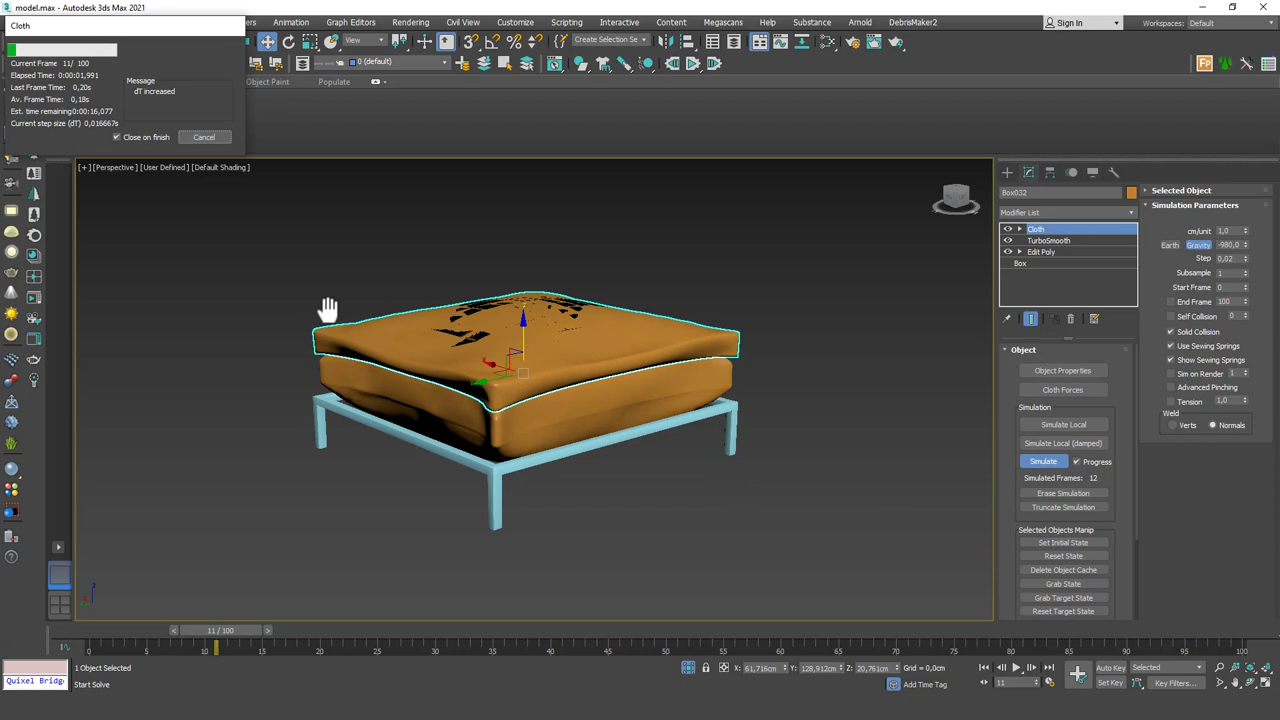 model.max - Autodesk 3ds Max 2021
Cloth
Animation Graph Editors Rendering Civil View Customize Scripting Interactive Content Megascans Help Substance Arnold DebrisMaker2 Sign In Workspaces: Default
View Create Selection Se
Current Frame 11/ 100
Elapsed Time: 0:00:01,991
Last Frame Time: 0,20s
Av. Frame Time: 0,18s
Est. time remaining0:00:16,077
Current step size (dT) 0,016667s
Message
dT increased
Close on finish Cancel
0 (default)
Object Paint Populate
[+] [Perspective] [User Defined] [Default Shading]
Box032
Modifier List
Cloth
TurboSmooth
Edit Poly
Box
Object
Object Properties
Cloth Forces
Simulation
Simulate Local
Simulate Local (damped)
Simulate Progress
Simulated Frames: 12
Erase Simulation
Truncate Simulation
Selected Objects Manip
Set Initial State
Reset State
Delete Object Cache
Grab State
Grab Target State
Reset Target State
Selected Object
Simulation Parameters
cm/unit 1,0
Earth Gravity -980,0
Step 0,02
Subsample 1
Start Frame 0
End Frame 100
Self Collision 0
Solid Collision
Use Sewing Springs
Show Sewing Springs
Sim on Render 1
Advanced Pinching
Tension 1,0
Weld
Verts Normals
z
11 / 100
0 5 10 15 20 25 30 35 40 45 50 55 60 65 70 75 80 85 90 95 100
1 Object Selected X: 61,716cm Y: 128,912cm Z: 20,761cm Grid = 0,0cm Auto Key Selected
Quixel Bridg Start Solve Add Time Tag 11 Set Key Key Filters...